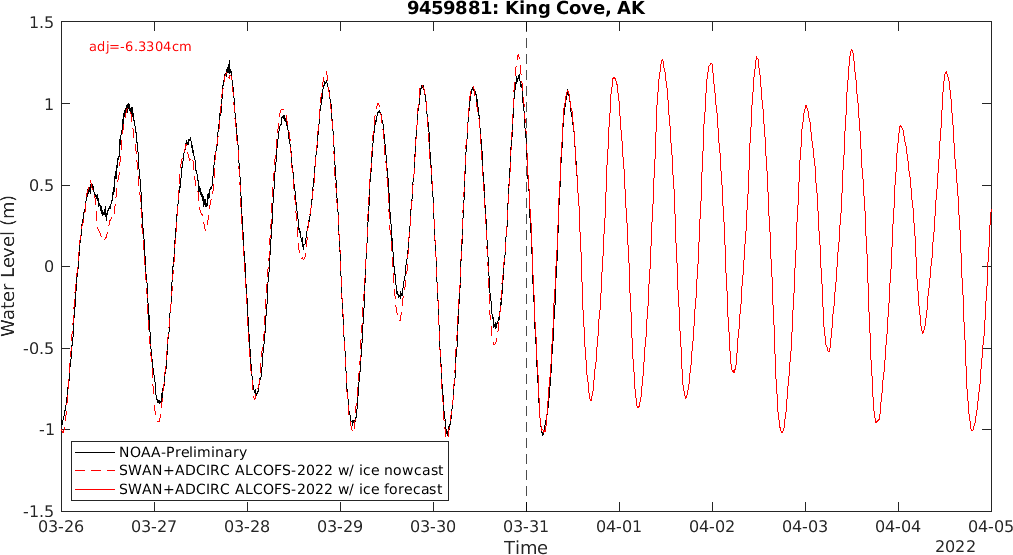 9459881: King Cove, AK
adj=-6.3304cm
1.5
1
0.5
0
-0.5
-1
-1.5
Water Level (m)
NOAA-Preliminary
SWAN+ADCIRC ALCOFS-2022 w/ ice nowcast
SWAN+ADCIRC ALCOFS-2022 w/ ice forecast
03-26 03-27 03-28 03-29 03-30 03-31 04-01 04-02 04-03 04-04 04-05
Time
2022